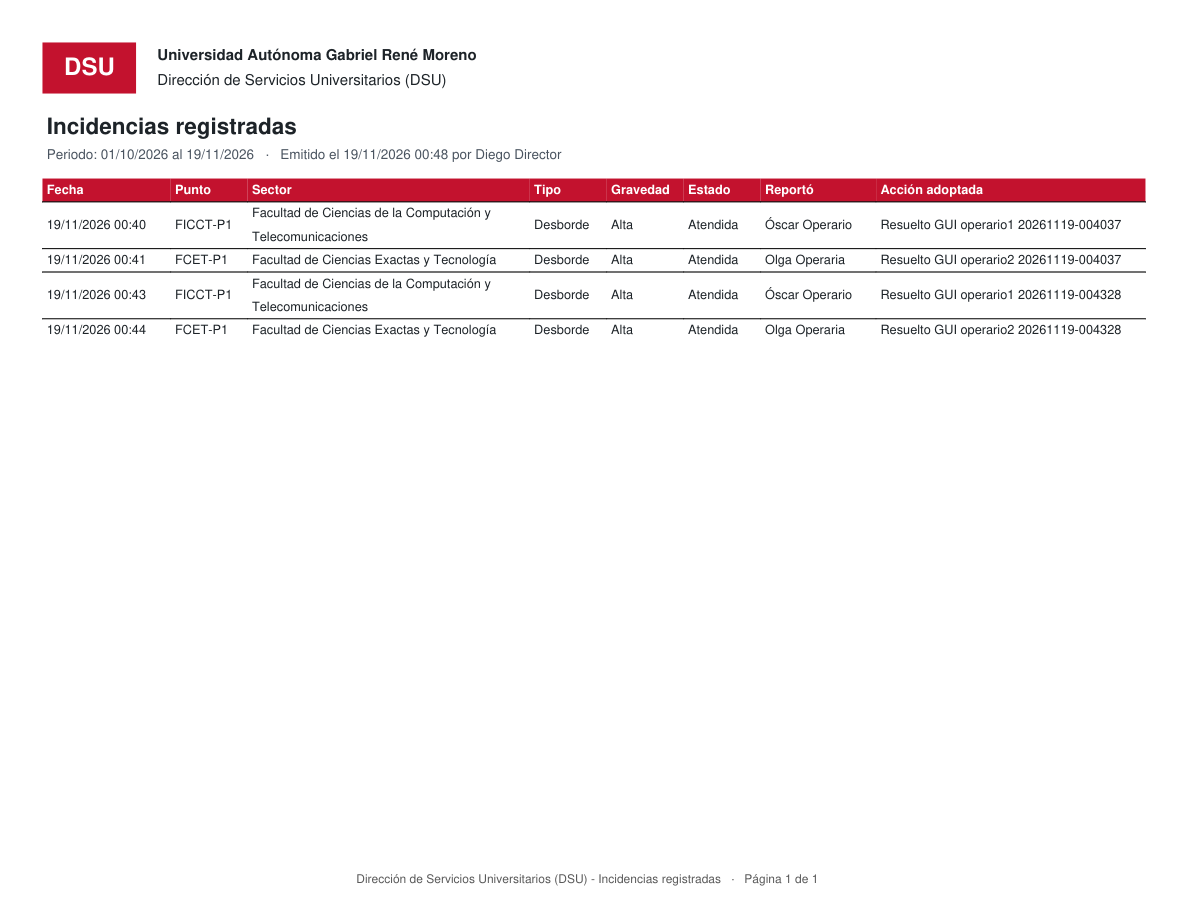 DSU
Universidad Autónoma Gabriel René Moreno
Dirección de Servicios Universitarios (DSU)
Incidencias registradas
Periodo: 01/10/2026 al 19/11/2026 · Emitido el 19/11/2026 00:48 por Diego Director
Fecha Punto Sector Tipo Gravedad Estado Reportó Acción adoptada
19/11/2026 00:40 FICCT-P1 Facultad de Ciencias de la Computación y
Telecomunicaciones Desborde Alta Atendida Óscar Operario Resuelto GUI operario1 20261119-004037
19/11/2026 00:41 FCET-P1 Facultad de Ciencias Exactas y Tecnología Desborde Alta Atendida Olga Operaria Resuelto GUI operario2 20261119-004037
19/11/2026 00:43 FICCT-P1 Facultad de Ciencias de la Computación y
Telecomunicaciones Desborde Alta Atendida Óscar Operario Resuelto GUI operario1 20261119-004328
19/11/2026 00:44 FCET-P1 Facultad de Ciencias Exactas y Tecnología Desborde Alta Atendida Olga Operaria Resuelto GUI operario2 20261119-004328
Dirección de Servicios Universitarios (DSU) - Incidencias registradas · Página 1 de 1